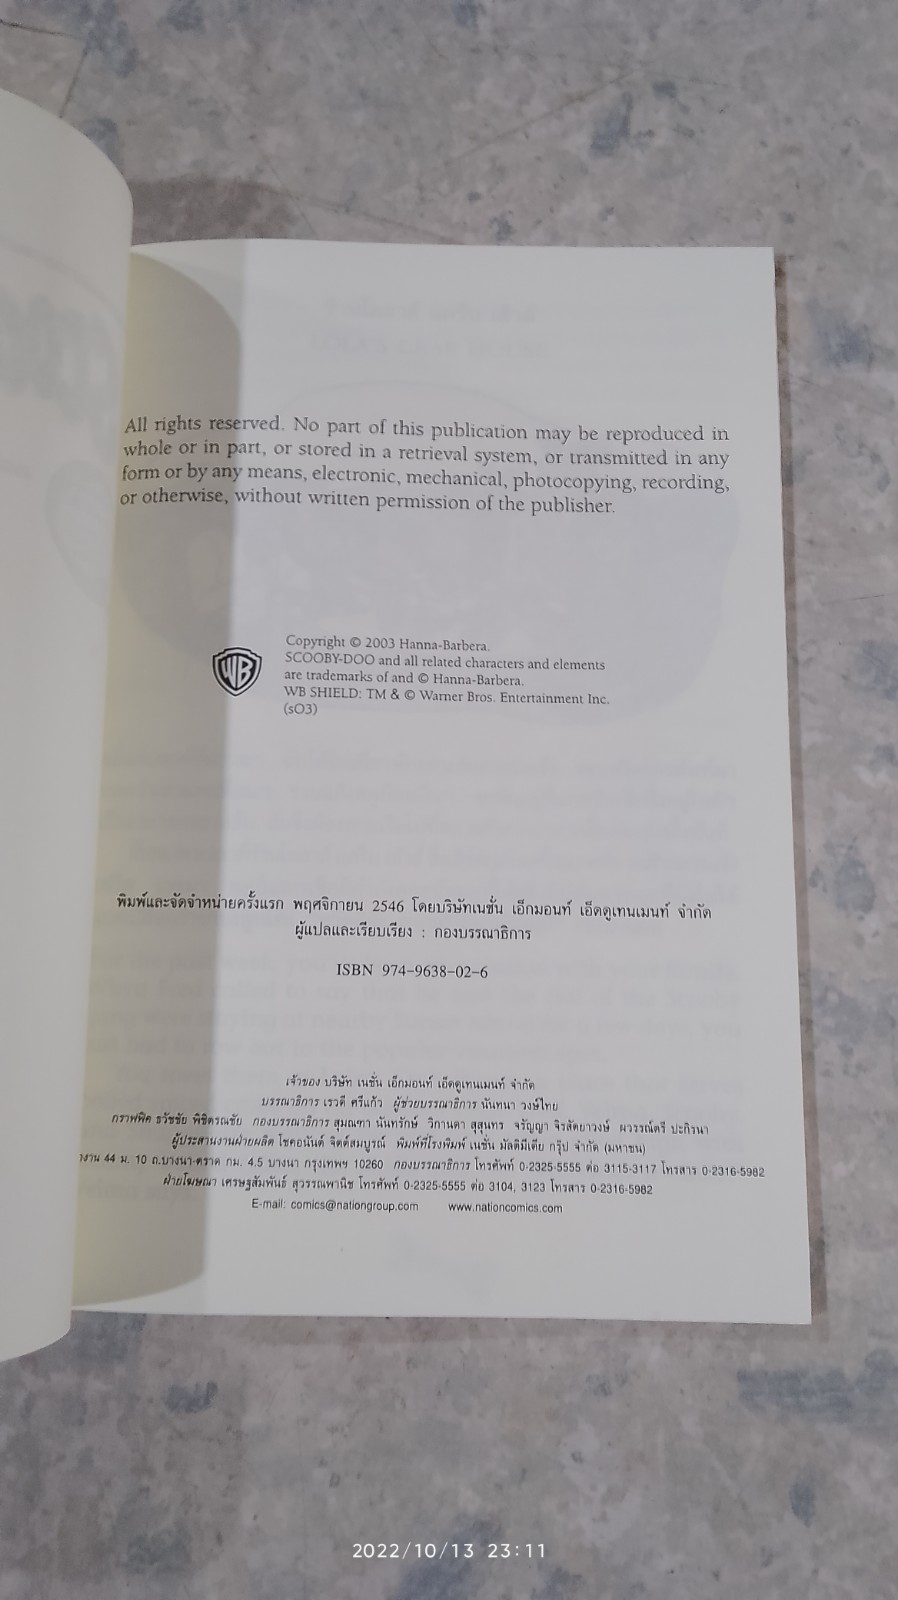 All rights reserved. No part of this publication may be reproduced in
whole or in part, or stored in a retrieval system, or transmitted in any
form or by any means, electronic, mechanical, photocopying, recording,
or otherwise, without written permission of the publisher.
WB
Copyright © 2003 Hanna-Barbera.
SCOOBY-DOO and all related characters and elements
are trademarks of and © Hanna-Barbera.
WB SHIELD: TM & © Warner Bros. Entertainment Inc.
(sO3)
พิมพ์และจัดจำหน่ายครั้งแรก พฤศจิกายน 2546 โดยบริษัทเนชั่น เอ็กมอนท์ เอ็ดดูเทนเมนท์ จำกัด
ผู้แปลและเรียบเรียง : กองบรรณาธิการ
ISBN 974-9638-02-6
เจ้าของ บริษัท เนชั่น เอ็กมอนท์ เอ็ดดูเทนเมนท์ จำกัด
บรรณาธิการ เรวดี ศรีแก้ว ผู้ช่วยบรรณาธิการ นันทนา วงษ์ไทย
กราฟฟิค ธวัชชัย พิชิตรณชัย กองบรรณาธิการ สุมณฑา นันทรักษ์ วิกานดา สุสุนทร จรัญญา จิรสัตยาวงษ์ ผวรรณ์ตรี ปะกิรนา
ผู้ประสานงานฝ่ายผลิต โชคอนันต์ จิตต์สมบูรณ์ พิมพ์ที่โรงพิมพ์ เนชั่น มัลติมีเดีย กรุ๊ป จำกัด (มหาชน)
งาน 44 ม. 10 ถ.บางนา-ตราด กม. 4.5 บางนา กรุงเทพฯ 10260 กองบรรณาธิการ โทรศัพท์ 0-2325-5555 ต่อ 3115-3117 โทรสาร 0-2316-5982
ฝ่ายโฆษณา เศรษฐสัมพันธ์ สุวรรณพานิช โทรศัพท์ 0-2325-5555 ต่อ 3104, 3123 โทรสาร 0-2316-5982
E-mail: comics@nationgroup.com www.nationcomics.com
2022/10/13 23:11